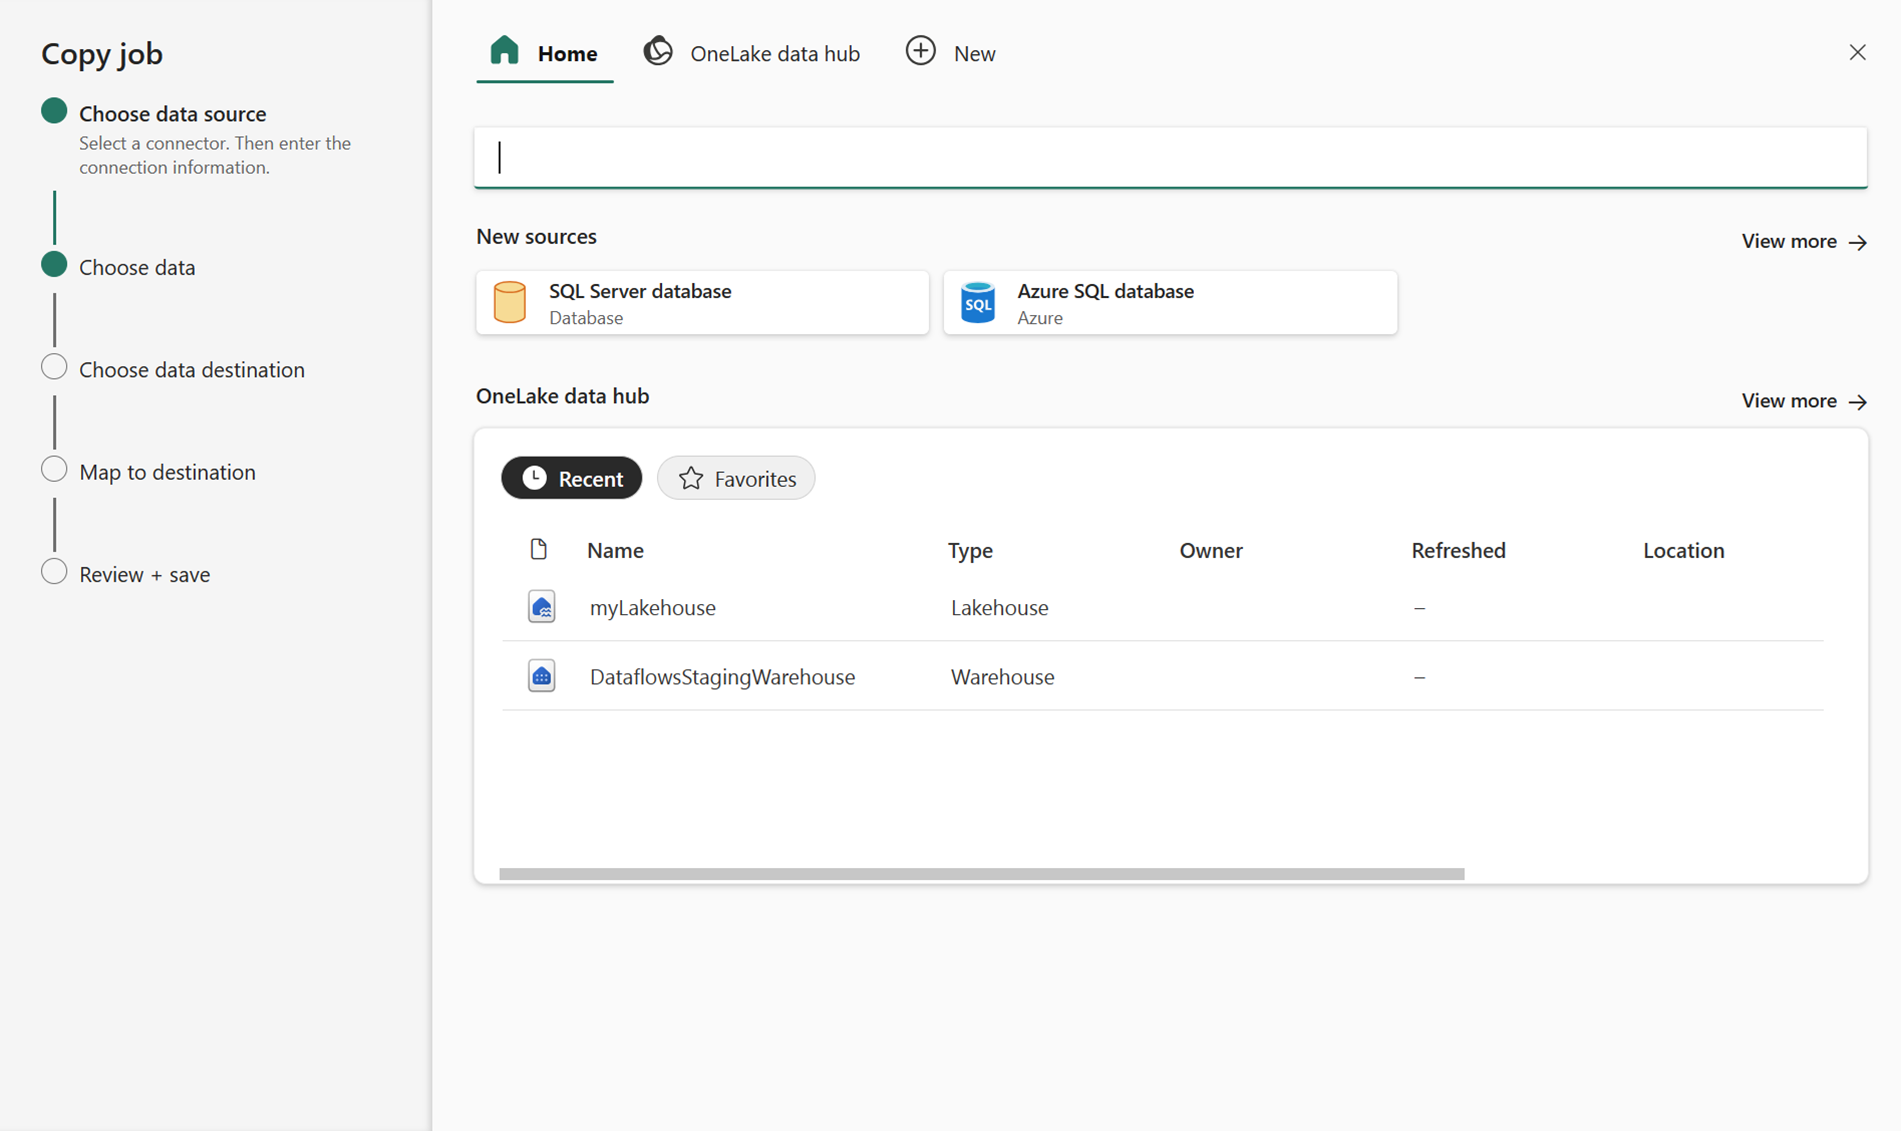 Copy job
Choose data source
Select a connector. Then enter the
connection information.
Choose data
Choose data destination
Map to destination
Review + save
Home
OneLake data hub
New
New sources
View more →
SQL Server database
Database
SQL
Azure SQL database
Azure
OneLake data hub
View more →
Recent
Favorites
Name Type Owner Refreshed Location
myLakehouse Lakehouse –
DataflowsStagingWarehouse Warehouse –